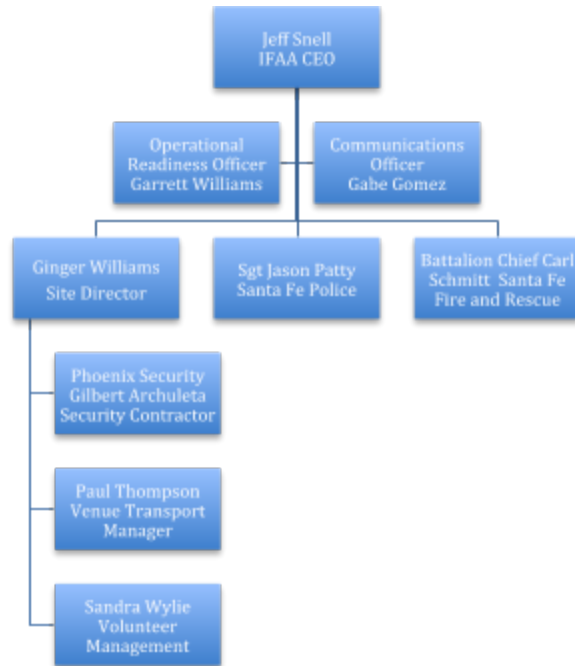 Jeff Snell
IFAA CEO
Operational
Readiness Officer
Garrett Williams
Communications
Officer
Gabe Gomez
Ginger Williams
Site Director
Sgt Jason Patty
Santa Fe Police
Battalion Chief Carl
Schmitt Santa Fe
Fire and Rescue
Phoenix Security
Gilbert Archuleta
Security Contractor
Paul Thompson
Venue Transport
Manager
Sandra Wylie
Volunteer
Management